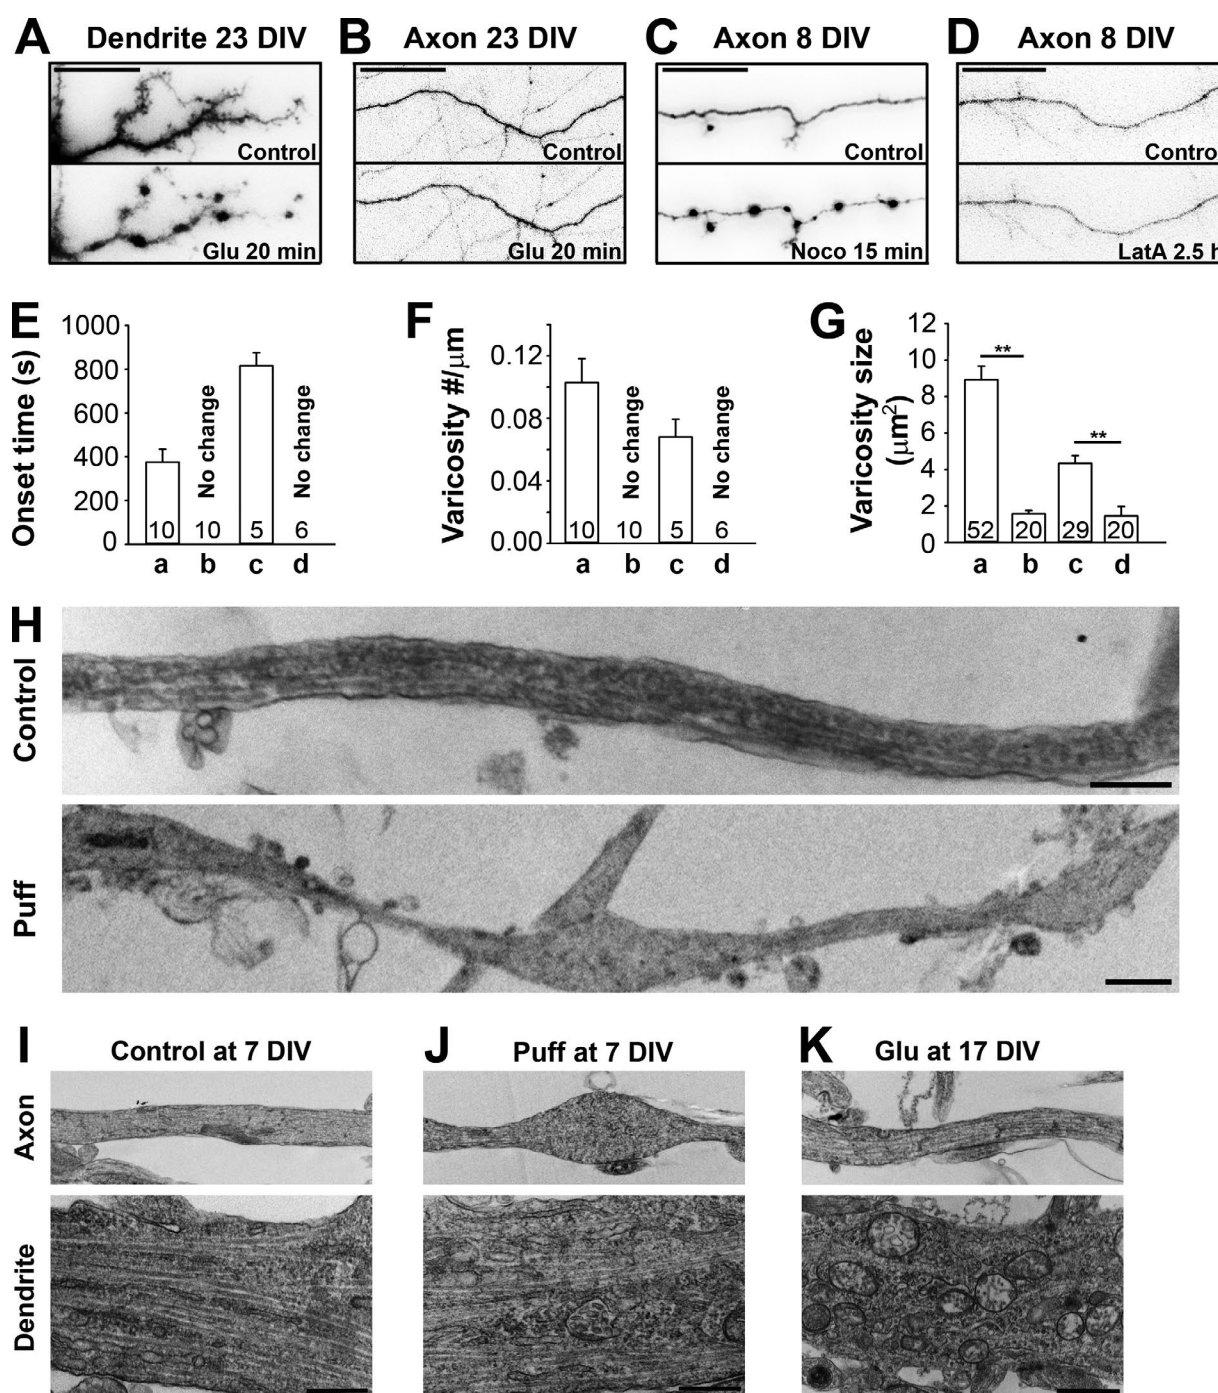 A Dendrite 23 DIV
B Axon 23 DIV
C Axon 8 DIV
D Axon 8 DIV
Control
Control
Control
Contro
Glu 20 min
Glu 20 min
Noco 15 min
LatA 2.5 h
E
Onset time (s)
1000
800
600
400
200
0
No change
No change
10
10
5
6
a b c d
F
Varicosity #/μm
0.12
0.08
0.04
0.00
No change
No change
10
10
5
6
a b c d
G
Varicosity size
(μm²)
12
10
8
6
4
2
0
**
**
52
20
29
20
a b c d
H
Control
Puff
I Control at 7 DIV
J Puff at 7 DIV
K Glu at 17 DIV
Axon
Dendrite